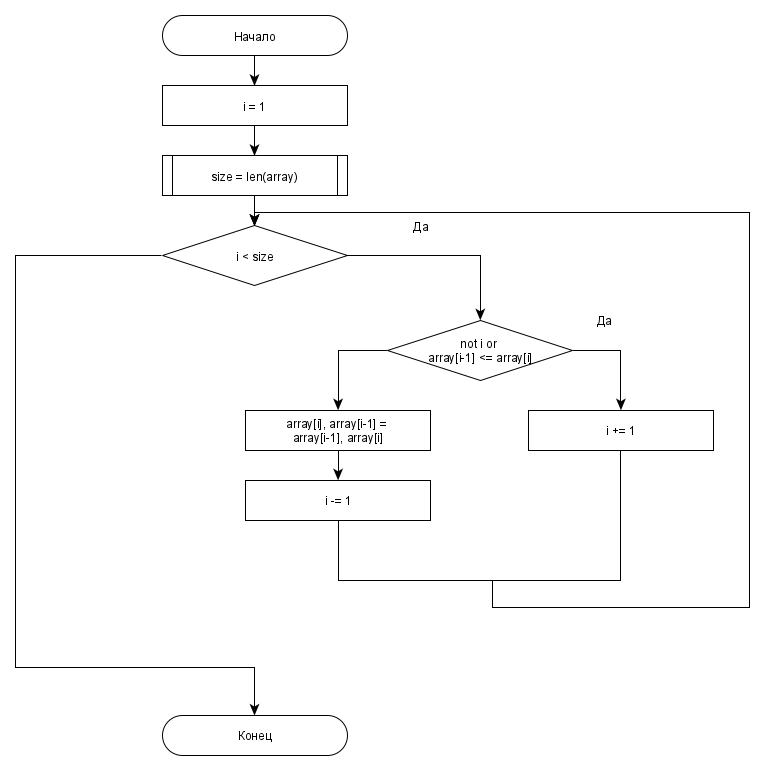 Начало
i = 1
size = len(array)
Да
i < size
Да
not i or
array[i-1] <= array[i]
array[i], array[i-1] =
array[i-1], array[i]
i += 1
i -= 1
Конец